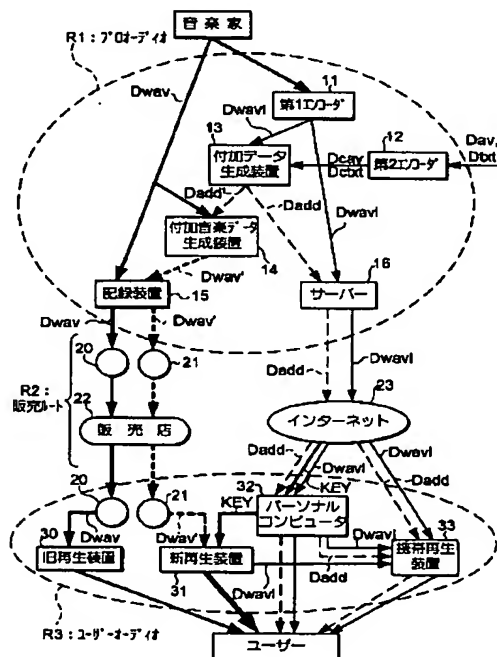 音楽家
R1：プロオーディオ
Dwav
11
第1エンコーダ
Dwavl
13
12
Dav,
Dtxt
付加データ
生成装置
Dcav
Dctxt
第2エンコーダ
Dadd'
Dadd
Dwavl
付加音楽データ
生成装置
14
Dwav'
16
記録装置
15
サーバー
Dwav
Dwav'
20
21
Dadd
Dwavl
R2：
販売ルート
22
23
販売店
インターネット
Dadd
Dwavl
KEY
Dwavl
Dadd
20
21
32
KEY
パーソナル
コンピュータ
33
30
Dwav
Dwav'
Dwavl
旧再生装置
新再生装置
携帯再生
装置
31
Dadd
Dwavl
R3：ユーザーオーディオ
ユーザー